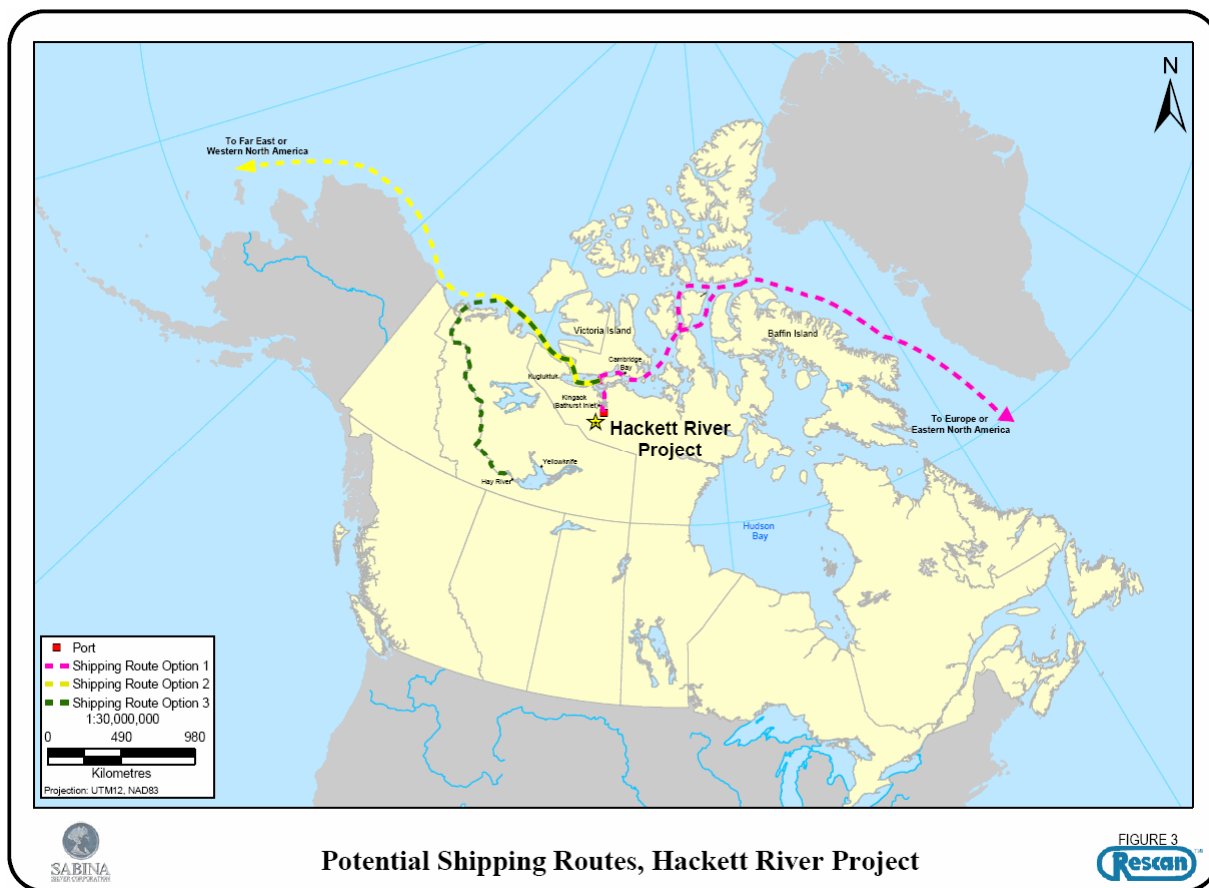 N
To Far East or
Western North America
Victoria Island
Baffin Island
Cambridge
Bay
Kugluktuk
Kingaok
(Bathurst Inlet)
Hackett River
Project
To Europe or
Eastern North America
Yellowknife
Hay River
Hudson
Bay
Port
Shipping Route Option 1
Shipping Route Option 2
Shipping Route Option 3
1:30,000,000
0 490 980
Kilometres
Projection: UTM12, NAD83
SABINA
SILVER CORPORATION
Potential Shipping Routes, Hackett River Project
FIGURE 3
Rescan™